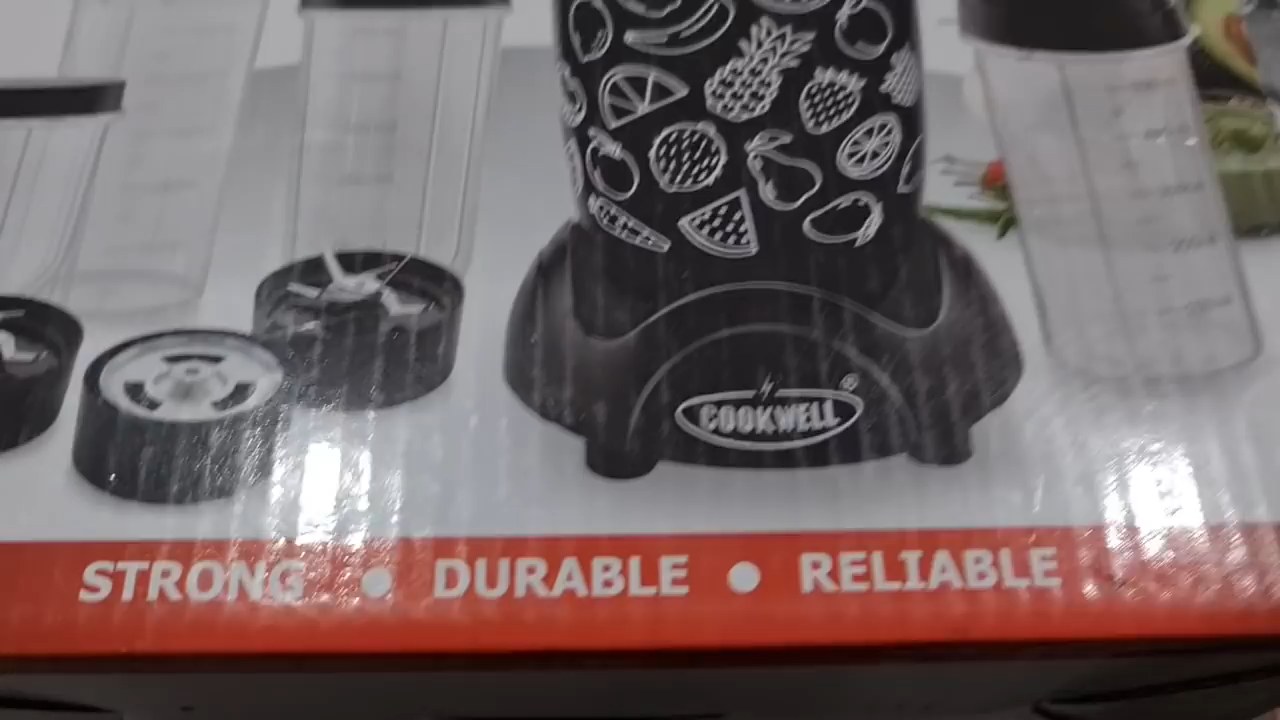 COOKWELL ®
STRONG • DURABLE • RELIABLE